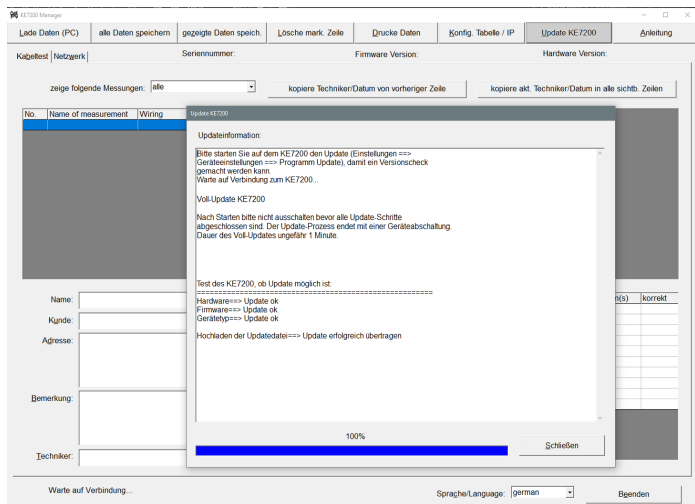 KE7200 Manager
Lade Daten (PC)
alle Daten speichern
gezeigte Daten speich.
Lösche mark. Zeile
Drucke Daten
Konfig. Tabelle / IP
Update KE7200
Anleitung
Kabeltest
Netzwerk
Seriennummer:
Firmware Version:
Hardware Version:
zeige folgende Messungen:
alle
kopiere Techniker/Datum von vorheriger Zeile
kopiere akt. Techniker/Datum in alle sichtb. Zeilen
No.
Name of measurement
Wiring
Update KE7200
Updateinformation:
Bitte starten Sie auf dem KE7200 den Update (Einstellungen ==>
Geräteeinstellungen ==> Programm Update), damit ein Versionscheck
gemacht werden kann.
Warte auf Verbindung zum KE7200...
Voll-Update KE7200
Nach Starten bitte nicht ausschalten bevor alle Update-Schritte
abgeschlossen sind. Der Update-Prozess endet mit einer Geräteabschaltung.
Dauer des Voll-Updates ungefähr 1 Minute.
Test des KE7200, ob Update möglich ist:
======================================================
Hardware==> Update ok
Firmware==> Update ok
Gerätetyp==> Update ok
Hochladen der Updatedatei==> Update erfolgreich übertragen
100%
Schließen
Name:
Kunde:
Adresse:
Bemerkung:
Techniker:
n(s)
korrekt
Warte auf Verbindung...
Sprache/Language:
german
Beenden